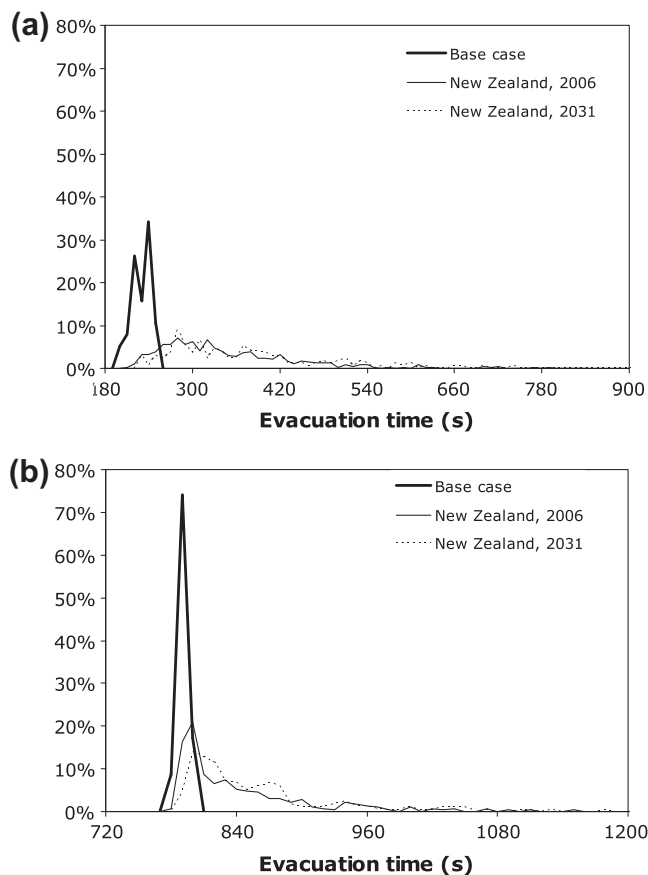 (a)
80%
70%
60%
50%
40%
30%
20%
10%
0%
Base case
New Zealand, 2006
New Zealand, 2031
180 300 420 540 660 780 900
Evacuation time (s)
(b)
80%
70%
60%
50%
40%
30%
20%
10%
0%
Base case
New Zealand, 2006
New Zealand, 2031
720 840 960 1080 1200
Evacuation time (s)